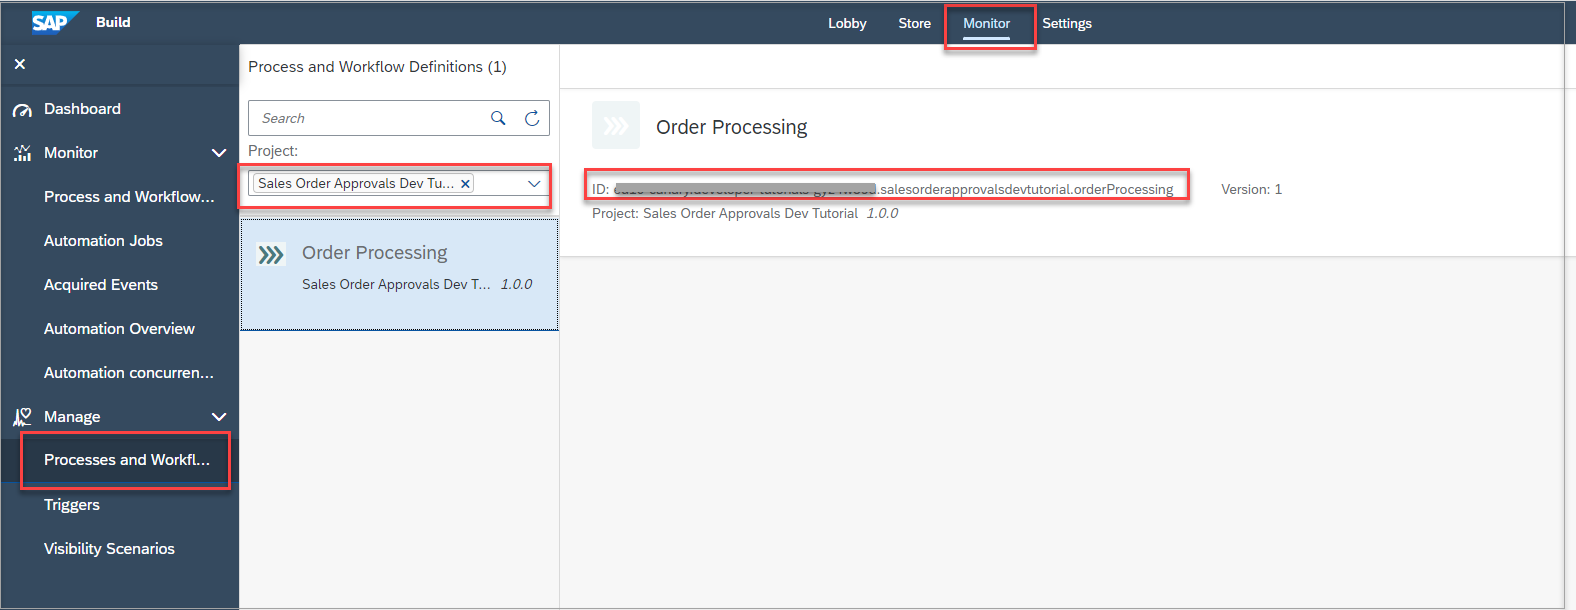 SAP Build
Lobby Store Monitor Settings
Dashboard
Monitor
Process and Workflow...
Automation Jobs
Acquired Events
Automation Overview
Automation concurren...
Manage
Processes and Workfl...
Triggers
Visibility Scenarios
Process and Workflow Definitions (1)
Search
Project:
Sales Order Approvals Dev Tu...
Order Processing
Sales Order Approvals Dev T... 1.0.0
Order Processing
ID: .salesorderapprovalsdevtutorial.orderProcessing Version: 1
Project: Sales Order Approvals Dev Tutorial 1.0.0